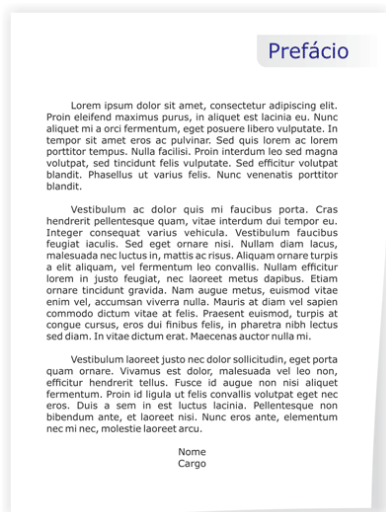 Prefácio
Lorem ipsum dolor sit amet, consectetur adipiscing elit.
Proin eleifend maximus purus, in aliquet est lacinia eu. Nunc
aliquet mi a orci fermentum, eget posuere libero vulputate. In
tempor sit amet eros ac pulvinar. Sed quis lorem ac lorem
porttitor tempus. Nulla facilisi. Proin interdum leo sed magna
volutpat, sed tincidunt felis vulputate. Sed efficitur volutpat
blandit. Phasellus ut varius felis. Nunc venenatis porttitor
blandit.
Vestibulum ac dolor quis mi faucibus porta. Cras
hendrerit pellentesque quam, vitae interdum dui tempor eu.
Integer consequat varius vehicula. Vestibulum faucibus
feugiat iaculis. Sed eget ornare nisi. Nullam diam lacus,
malesuada nec luctus in, mattis ac risus. Aliquam ornare turpis
a elit aliquam, vel fermentum leo convallis. Nullam efficitur
lorem in justo feugiat, nec laoreet metus dapibus. Etiam
ornare tincidunt gravida. Nam augue metus, euismod vitae
enim vel, accumsan viverra nulla. Mauris at diam vel sapien
commodo dictum vitae at felis. Praesent euismod, turpis at
congue cursus, eros dui finibus felis, in pharetra nibh lectus
sed diam. In vitae dictum erat. Maecenas auctor nulla mi.
Vestibulum laoreet justo nec dolor sollicitudin, eget porta
quam ornare. Vivamus est dolor, malesuada vel leo non,
efficitur hendrerit tellus. Fusce id augue non nisi aliquet
fermentum. Proin id ligula ut felis convallis volutpat eget nec
eros. Duis a sem in est luctus lacinia. Pellentesque non
bibendum ante, et laoreet nisi. Nunc eros ante, elementum
nec mi nec, molestie laoreet arcu.
Nome
Cargo